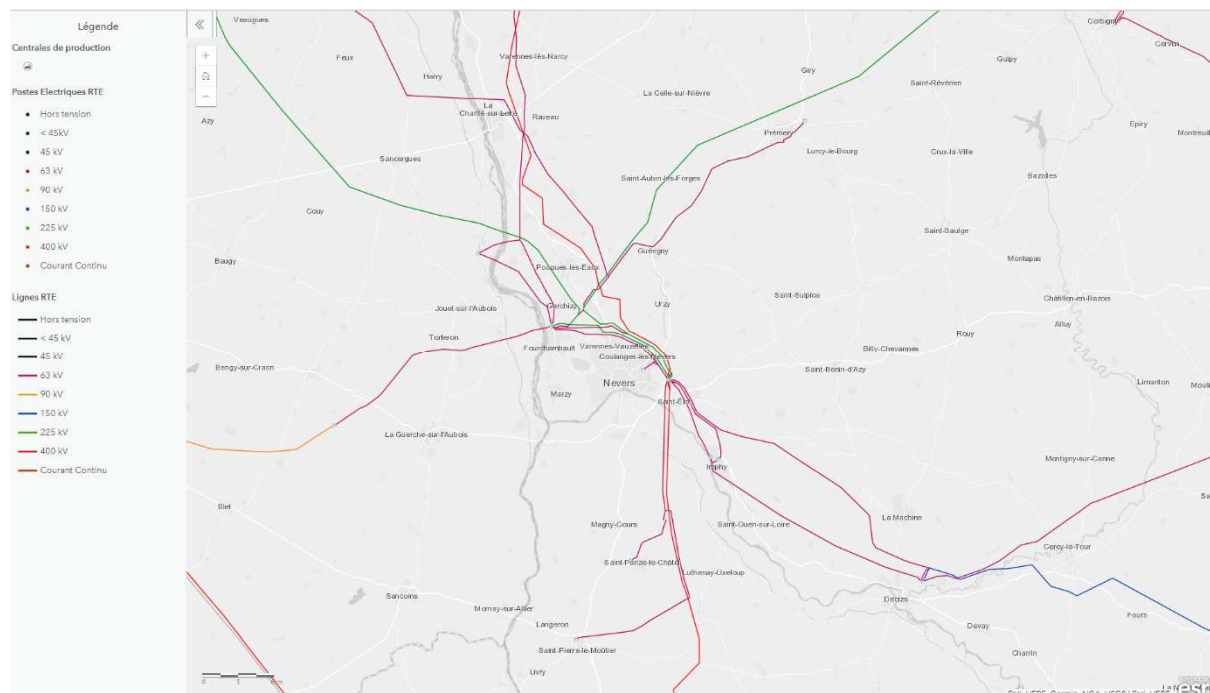 Légende
Centrales de production
Postes Electriques RTE
Hors tension
< 45kV
45 kV
63 kV
90 kV
150 kV
225 kV
400 kV
Courant Continu
Lignes RTE
Hors tension
< 45 kV
45 kV
63 kV
90 kV
150 kV
225 kV
400 kV
Courant Continu
Veaugues
Corbigny
Cervon
Feux
Varennes-lès-Narcy
Guipy
Herry
Giry
Saint-Révérien
La Celle-sur-Nièvre
La
Charité-sur-Loire
Raveau
Azy
Epiry
Montreuil
Prémery
Lurcy-le-Bourg
Crux-la-Ville
Sancergues
Bazolles
Saint-Aubin-les-Forges
Couy
Saint-Saulge
Guérigny
Montapas
Baugy
Pougues-les-Eaux
Saint-Sulpice
Châtillon-en-Bazois
Jouet-sur-l'Aubois
Garchizy
Urzy
Alluy
Torteron
Rouy
Fourchambault
Varennes-Vauzelles
Billy-Chevannes
Coulanges-lès-Nevers
Bengy-sur-Craon
Saint-Benin-d'Azy
Nevers
Limanton
Marzy
Saint-Eloi
La Guerche-sur-l'Aubois
Montigny-sur-Canne
Imphy
Blet
La Machine
Magny-Cours
Saint-Ouen-sur-Loire
Cercy-la-Tour
Saint-Parize-le-Châtel
Luthenay-Uxeloup
Sancoins
Decize
Mornay-sur-Allier
Fours
Langeron
Devay
Saint-Pierre-le-Moûtier
Charrin
Livry
esri